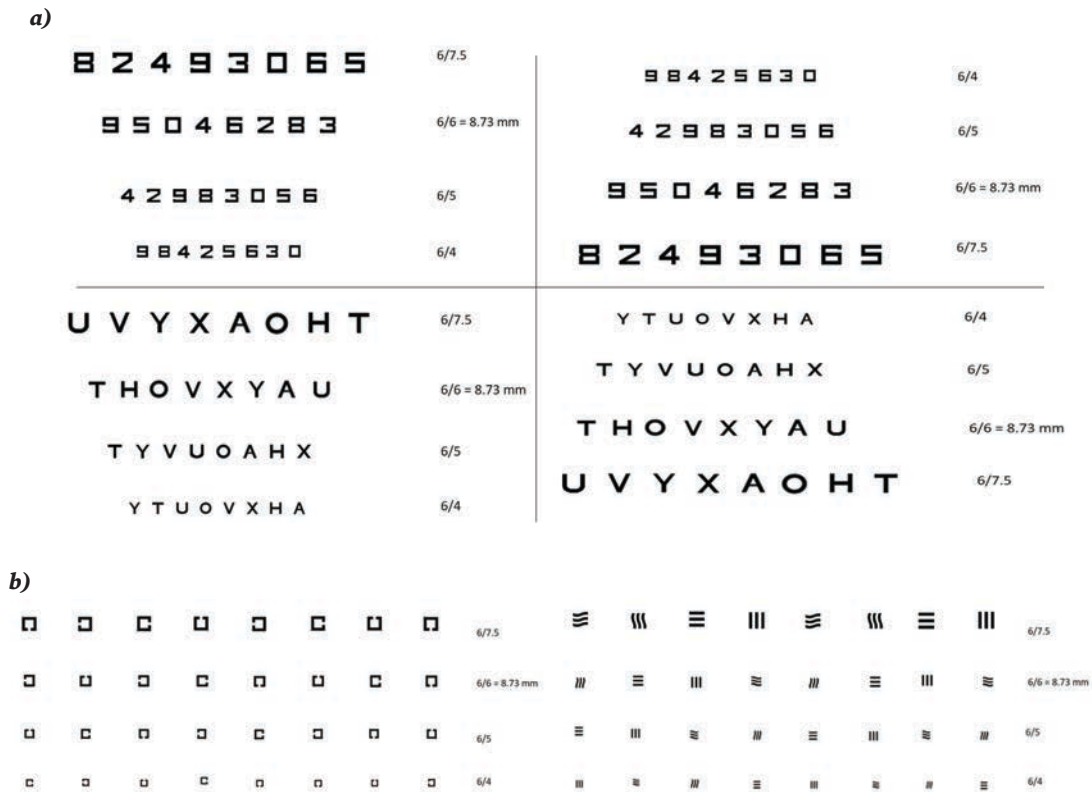 a)
8 2 4 9 3 0 6 5 6/7.5
9 5 0 4 6 2 8 3 6/6 = 8.73 mm
4 2 9 8 3 0 5 6 6/5
9 8 4 2 5 6 3 0 6/4
9 8 4 2 5 6 3 0 6/4
4 2 9 8 3 0 5 6 6/5
9 5 0 4 6 2 8 3 6/6 = 8.73 mm
8 2 4 9 3 0 6 5 6/7.5
U V Y X A O H T 6/7.5
T H O V X Y A U 6/6 = 8.73 mm
T Y V U O A H X 6/5
Y T U O V X H A 6/4
Y T U O V X H A 6/4
T Y V U O A H X 6/5
T H O V X Y A U 6/6 = 8.73 mm
U V Y X A O H T 6/7.5
b)
6/7.5
6/6 = 8.73 mm
6/5
6/4
6/7.5
6/6 = 8.73 mm
6/5
6/4